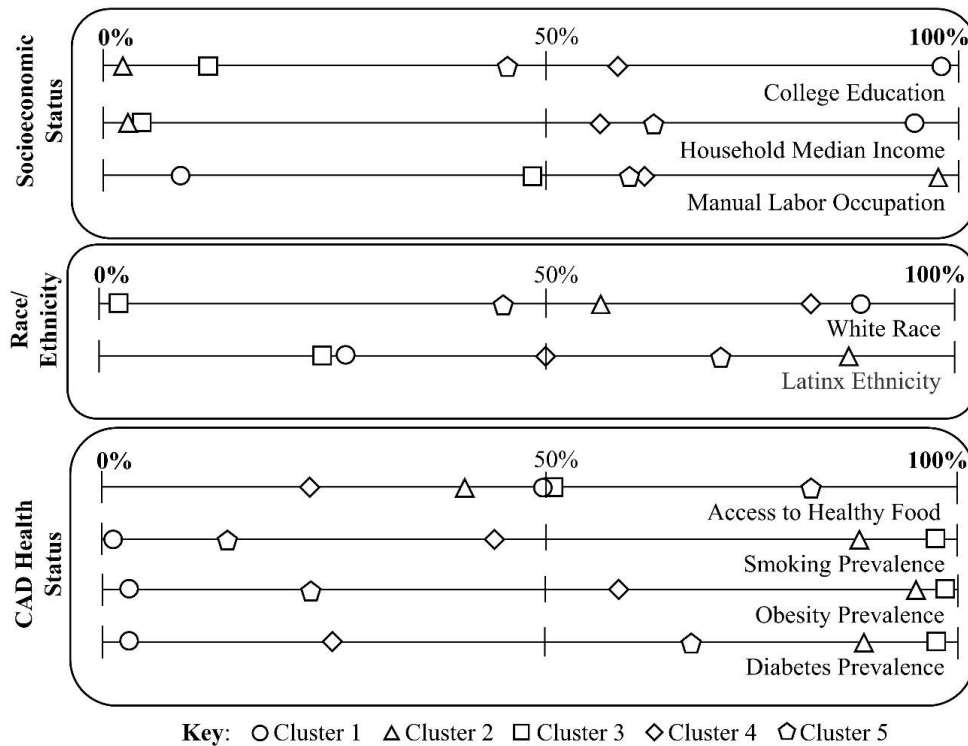 Socioeconomic
Status
0% 50% 100%
College Education
Household Median Income
Manual Labor Occupation
Race/
Ethnicity
0% 50% 100%
White Race
Latinx Ethnicity
CAD Health
Status
0% 50% 100%
Access to Healthy Food
Smoking Prevalence
Obesity Prevalence
Diabetes Prevalence
Key: Cluster 1 Cluster 2 Cluster 3 Cluster 4 Cluster 5